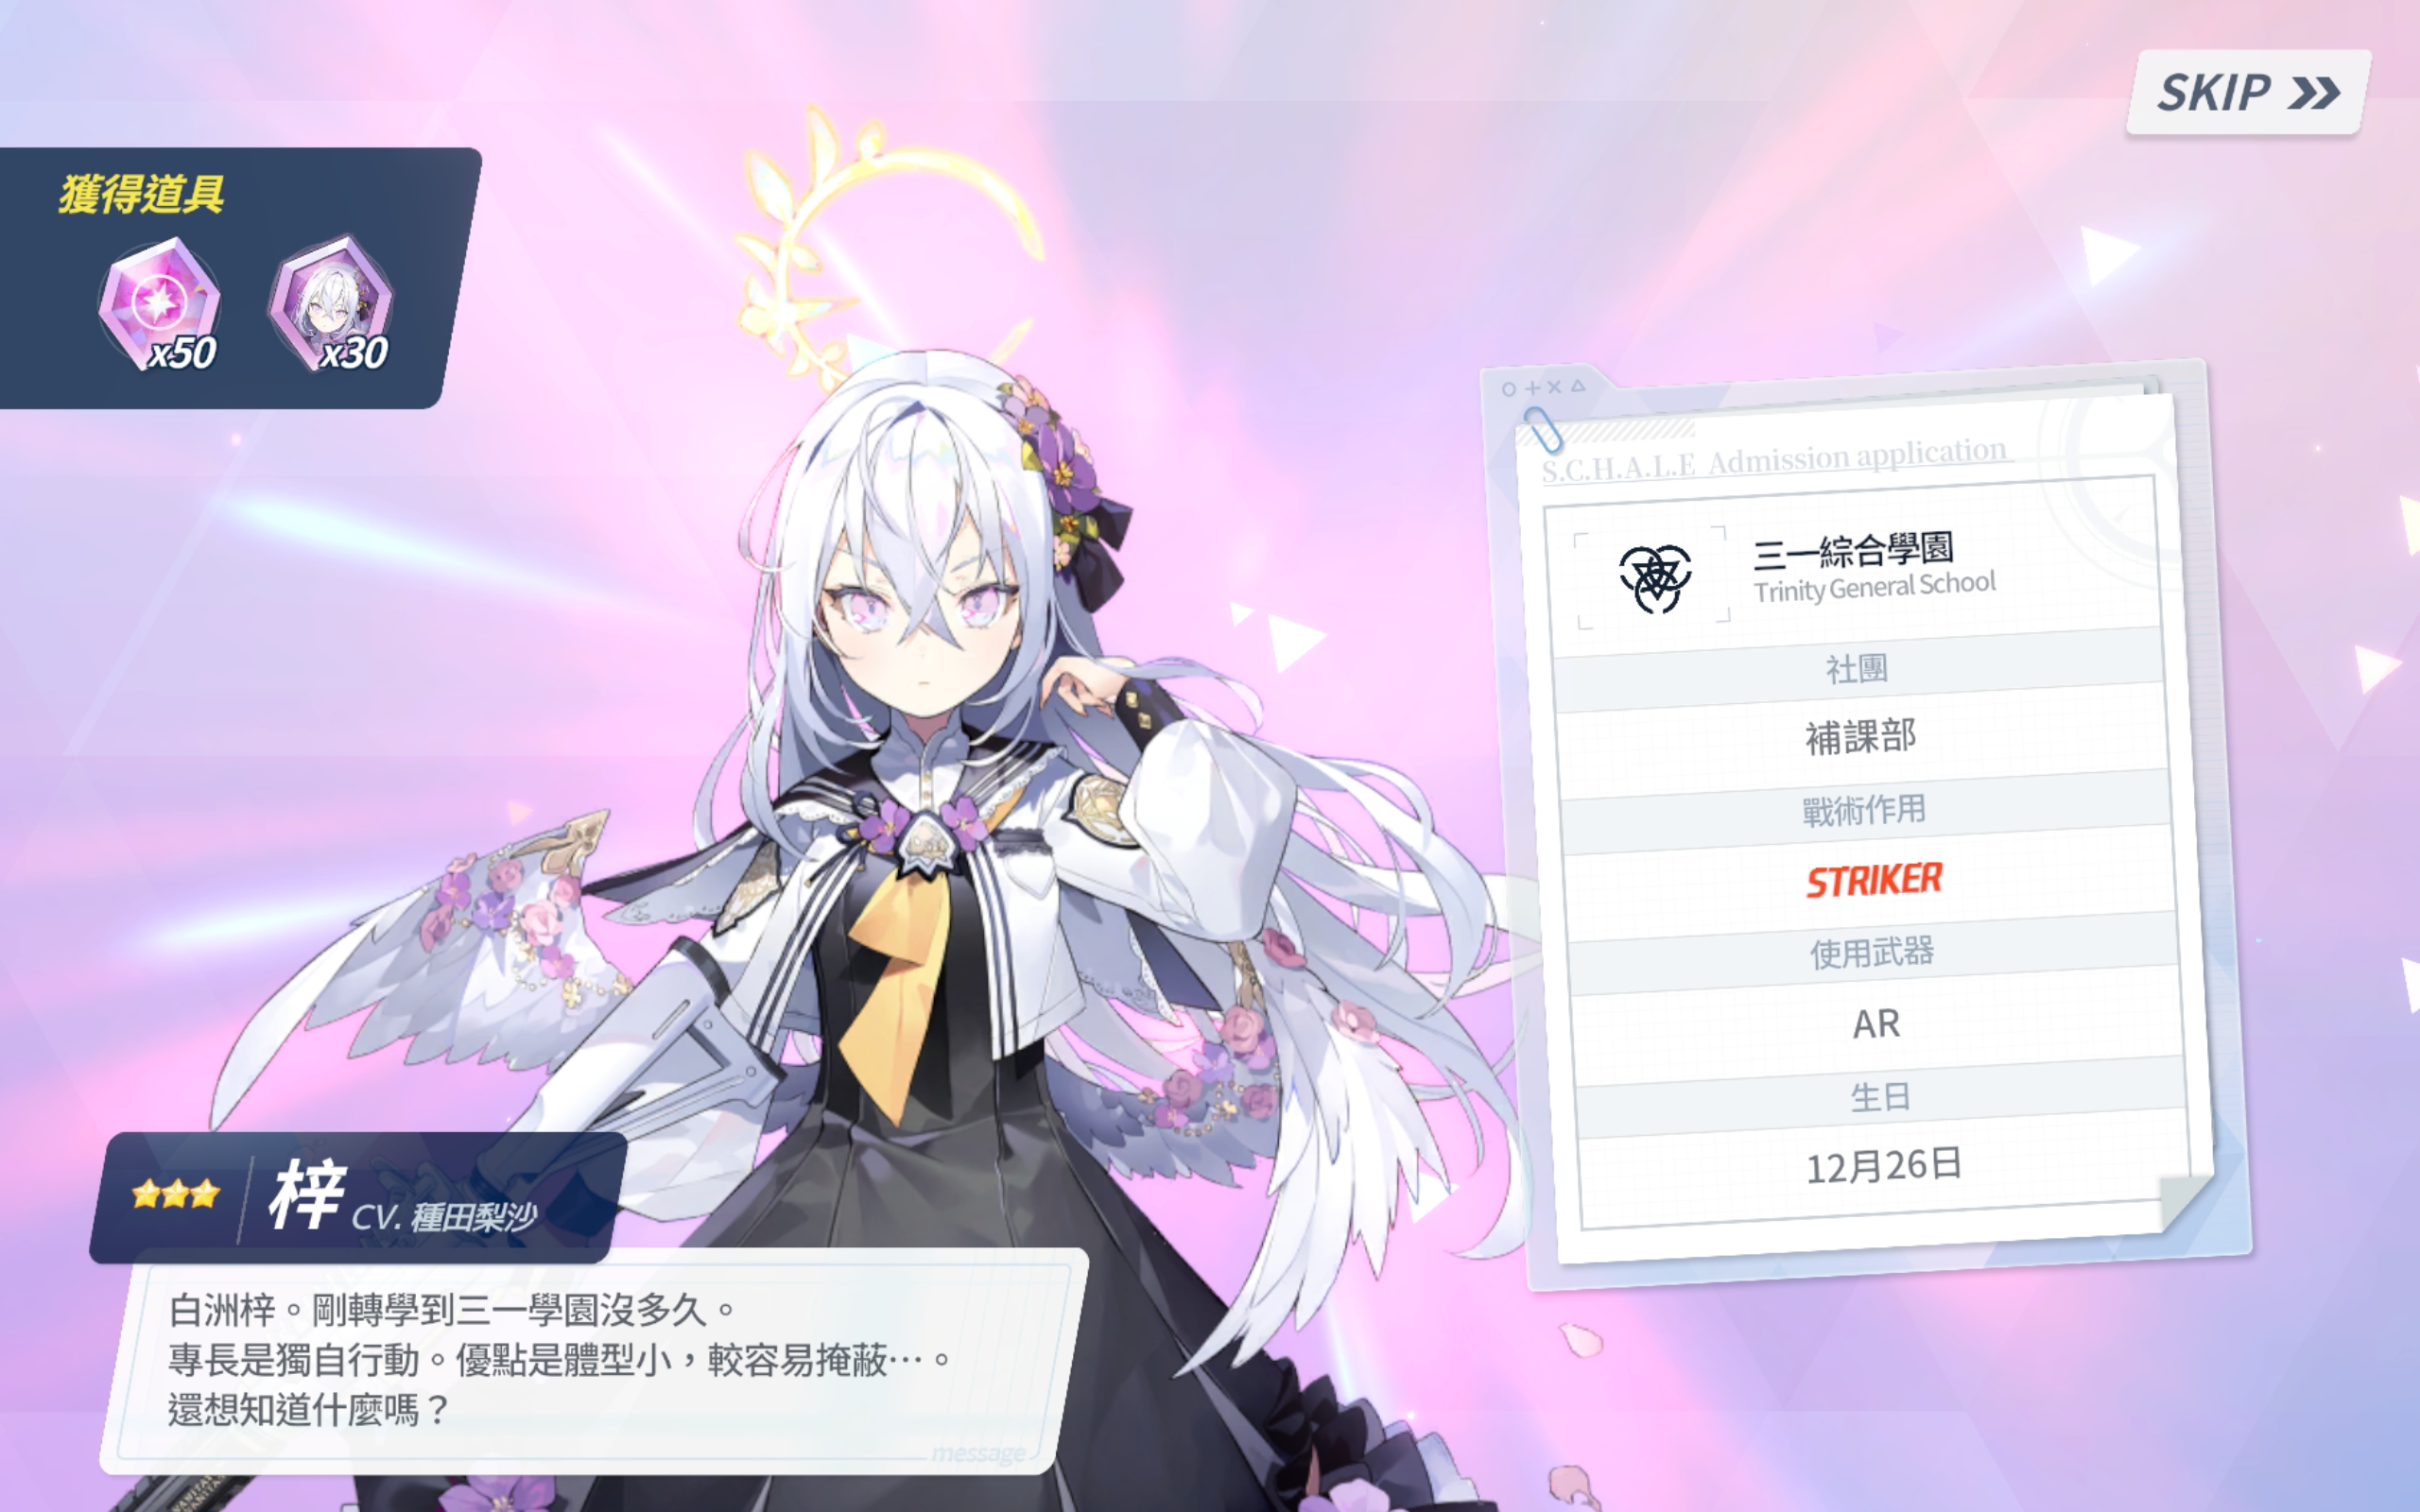 SKIP
獲得道具
x50
x30
S.C.H.A.L.E Admission application
三一綜合學園
Trinity General School
社團
補課部
戰術作用
STRIKER
使用武器
AR
生日
12月26日
梓 CV. 種田梨沙
白洲梓。剛轉學到三一學園沒多久。
專長是獨自行動。優點是體型小，較容易掩蔽⋯。
還想知道什麼嗎？
message